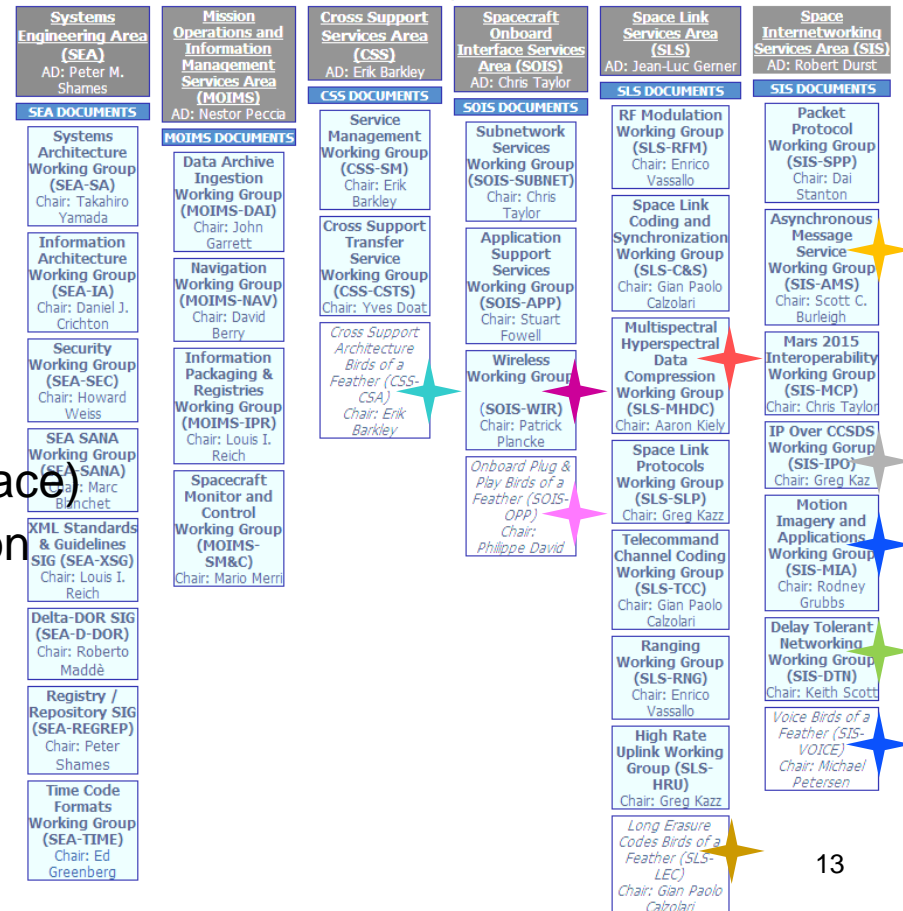 Systems
Engineering Area
(SEA)
AD: Peter M.
Shames
SEA DOCUMENTS
Systems
Architecture
Working Group
(SEA-SA)
Chair: Takahiro
Yamada
Information
Architecture
Working Group
(SEA-IA)
Chair: Daniel J.
Crichton
Security
Working Group
(SEA-SEC)
Chair: Howard
Weiss
SEA SANA
Working Group
(SEA-SANA)
Chair: Marc
Blanchet
ace)
on
XML Standards
& Guidelines
SIG (SEA-XSG)
Chair: Louis I.
Reich
Delta-DOR SIG
(SEA-D-DOR)
Chair: Roberto
Maddè
Registry /
Repository SIG
(SEA-REGREP)
Chair: Peter
Shames
Time Code
Formats
Working Group
(SEA-TIME)
Chair: Ed
Greenberg
Mission
Operations and
Information
Management
Services Area
(MOIMS)
AD: Nestor Peccia
MOIMS DOCUMENTS
Data Archive
Ingestion
Working Group
(MOIMS-DAI)
Chair: John
Garrett
Navigation
Working Group
(MOIMS-NAV)
Chair: David
Berry
Information
Packaging &
Registries
Working Group
(MOIMS-IPR)
Chair: Louis I.
Reich
Spacecraft
Monitor and
Control
Working Group
(MOIMS-
SM&C)
Chair: Mario Merri
Cross Support
Services Area
(CSS)
AD: Erik Barkley
CSS DOCUMENTS
Service
Management
Working Group
(CSS-SM)
Chair: Erik
Barkley
Cross Support
Transfer
Service
Working Group
(CSS-CSTS)
Chair: Yves Doat
Cross Support
Architecture
Birds of a
Feather (CSS-
CSA)
Chair: Erik
Barkley
Spacecraft
Onboard
Interface Services
Area (SOIS)
AD: Chris Taylor
SOIS DOCUMENTS
Subnetwork
Services
Working Group
(SOIS-SUBNET)
Chair: Chris
Taylor
Application
Support
Services
Working Group
(SOIS-APP)
Chair: Stuart
Fowell
Wireless
Working Group
(SOIS-WIR)
Chair: Patrick
Plancke
Onboard Plug &
Play Birds of a
Feather (SOIS-
OPP)
Chair:
Philippe David
Space Link
Services Area
(SLS)
AD: Jean-Luc Gerner
SLS DOCUMENTS
RF Modulation
Working Group
(SLS-RFM)
Chair: Enrico
Vassallo
Space Link
Coding and
Synchronization
Working Group
(SLS-C&S)
Chair: Gian Paolo
Calzolari
Multispectral
Hyperspectral
Data
Compression
Working Group
(SLS-MHDC)
Chair: Aaron Kiely
Space Link
Protocols
Working Group
(SLS-SLP)
Chair: Greg Kazz
Telecommand
Channel Coding
Working Group
(SLS-TCC)
Chair: Gian Paolo
Calzolari
Ranging
Working Group
(SLS-RNG)
Chair: Enrico
Vassallo
High Rate
Uplink Working
Group (SLS-
HRU)
Chair: Greg Kazz
Long Erasure
Codes Birds of a
Feather (SLS-
LEC)
Chair: Gian Paolo
Calzolari
Space
Internetworking
Services Area (SIS)
AD: Robert Durst
SIS DOCUMENTS
Packet
Protocol
Working Group
(SIS-SPP)
Chair: Dai
Stanton
Asynchronous
Message
Service
Working Group
(SIS-AMS)
Chair: Scott C.
Burleigh
Mars 2015
Interoperability
Working Group
(SIS-MCP)
Chair: Chris Taylor
IP Over CCSDS
Working Gorup
(SIS-IPO)
Chair: Greg Kaz
Motion
Imagery and
Applications
Working Group
(SIS-MIA)
Chair: Rodney
Grubbs
Delay Tolerant
Networking
Working Group
(SIS-DTN)
Chair: Keith Scott
Voice Birds of a
Feather (SIS-
VOICE)
Chair: Michael
Petersen
13